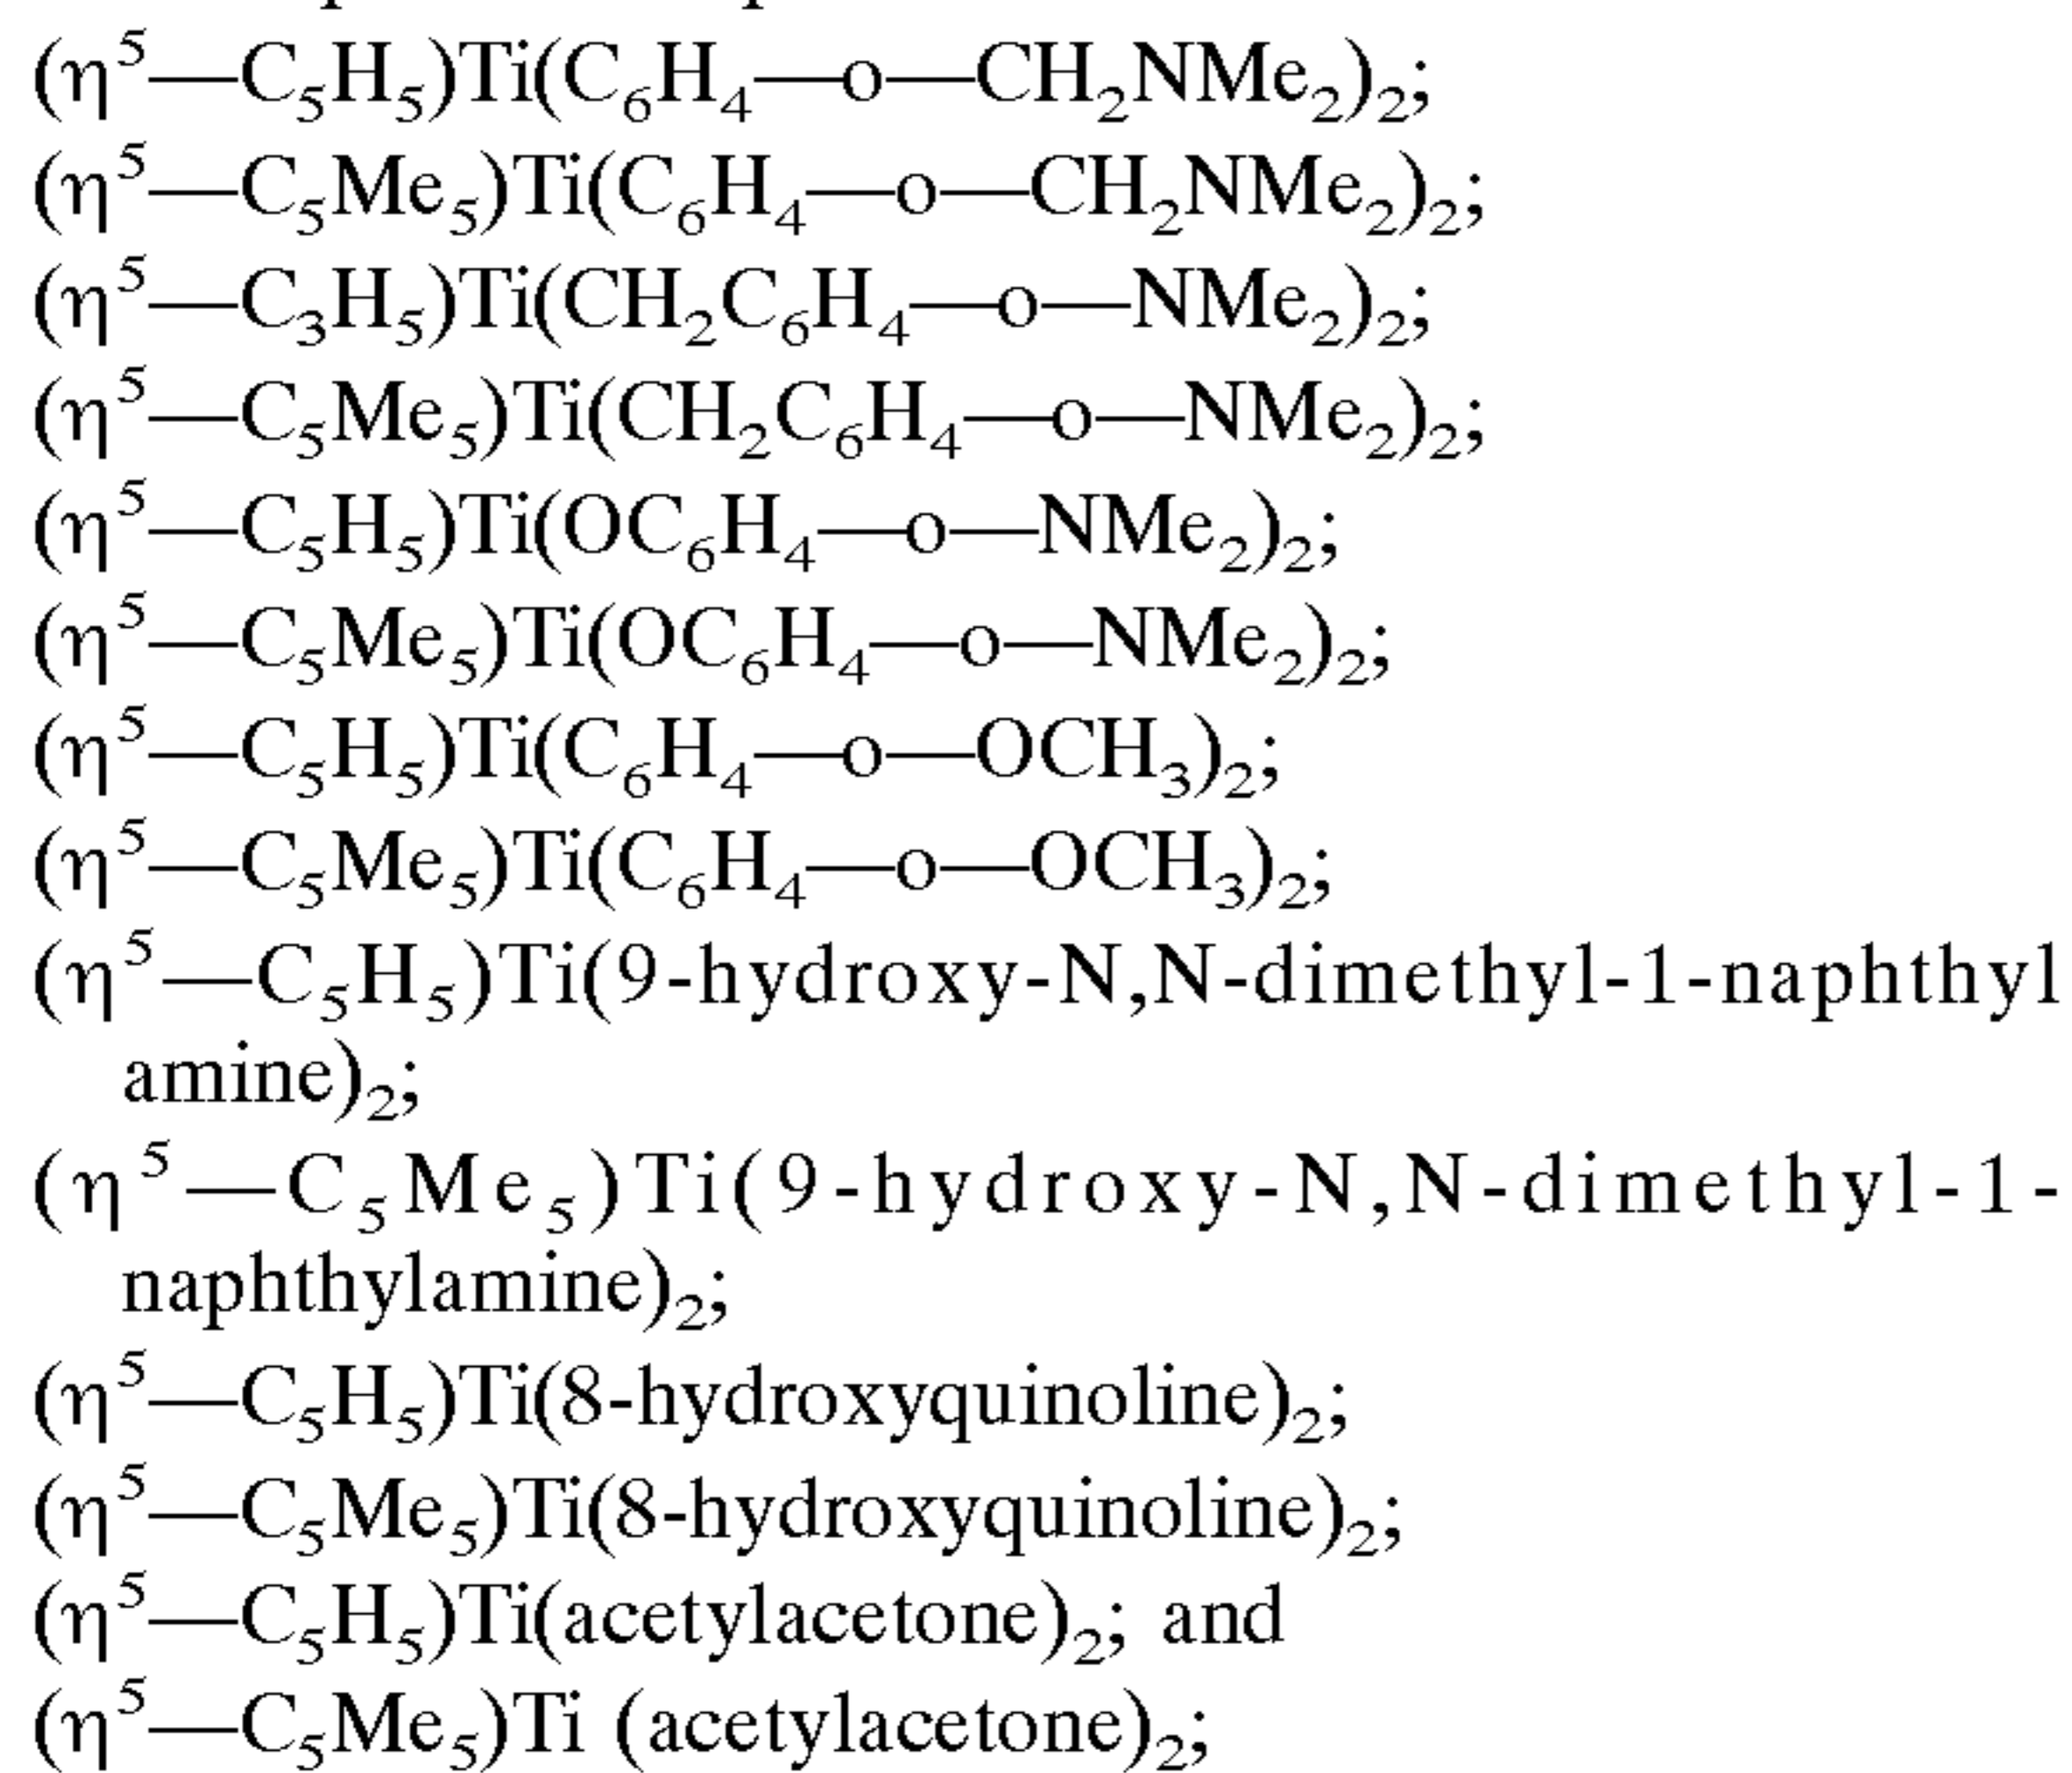 (η⁵—C₅H₅)Ti(C₆H₄—o—CH₂NMe₂)₂;
(η⁵—C₅Me₅)Ti(C₆H₄—o—CH₂NMe₂)₂;
(η⁵—C₃H₅)Ti(CH₂C₆H₄—o—NMe₂)₂;
(η⁵—C₅Me₅)Ti(CH₂C₆H₄—o—NMe₂)₂;
(η⁵—C₅H₅)Ti(OC₆H₄—o—NMe₂)₂;
(η⁵—C₅Me₅)Ti(OC₆H₄—o—NMe₂)₂;
(η⁵—C₅H₅)Ti(C₆H₄—o—OCH₃)₂;
(η⁵—C₅Me₅)Ti(C₆H₄—o—OCH₃)₂;
(η⁵—C₅H₅)Ti(9-hydroxy-N,N-dimethyl-1-naphthyl
amine)₂;
(η⁵—C₅Me₅)Ti(9-hydroxy-N,N-dimethyl-1-
naphthylamine)₂;
(η⁵—C₅H₅)Ti(8-hydroxyquinoline)₂;
(η⁵—C₅Me₅)Ti(8-hydroxyquinoline)₂;
(η⁵—C₅H₅)Ti(acetylacetone)₂; and
(η⁵—C₅Me₅)Ti (acetylacetone)₂;